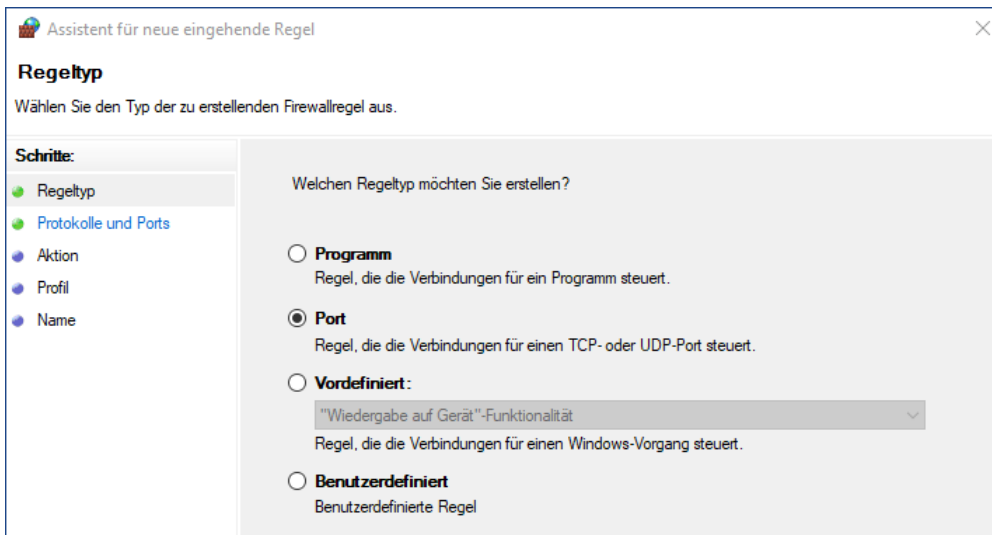 Assistent für neue eingehende Regel
Regeltyp
Wählen Sie den Typ der zu erstellenden Firewallregel aus.
Schritte:
Regeltyp
Protokolle und Ports
Aktion
Profil
Name
Welchen Regeltyp möchten Sie erstellen?
Programm
Regel, die die Verbindungen für ein Programm steuert.
Port
Regel, die die Verbindungen für einen TCP- oder UDP-Port steuert.
Vordefiniert:
"Wiedergabe auf Gerät"-Funktionalität
Regel, die die Verbindungen für einen Windows-Vorgang steuert.
Benutzerdefiniert
Benutzerdefinierte Regel